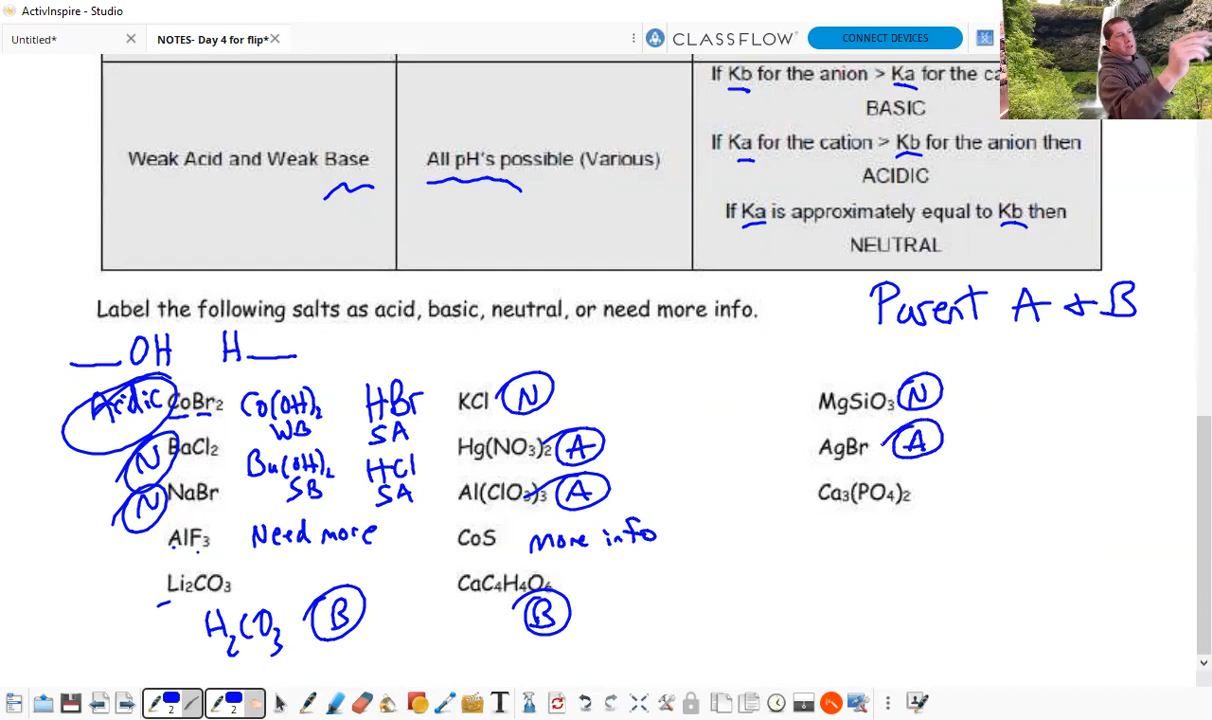 ActivInspire - Studio
Untitled*
NOTES- Day 4 for flip*
CLASSFLOW
CONNECT DEVICES
If Kb for the anion > Ka for the ca
BASIC
Weak Acid and Weak Base
All pH's possible (Various)
If Ka for the cation > Kb for the anion then
ACIDIC
If Ka is approximately equal to Kb then
NEUTRAL
Label the following salts as acid, basic, neutral, or need more info.
Parent A + B
__OH H__
Acidic CoBr2 Co(OH)2 HBr
WB SA
N BaCl2 Ba(OH)2 HCl
SB SA
N NaBr
AlF3 Need more
Li2CO3
H2CO3 B
KCl N
Hg(NO3)2 A
Al(ClO3)3 A
CoS more info
CaC4H4O6
B
MgSiO3 N
AgBr A
Ca3(PO4)2
2
2